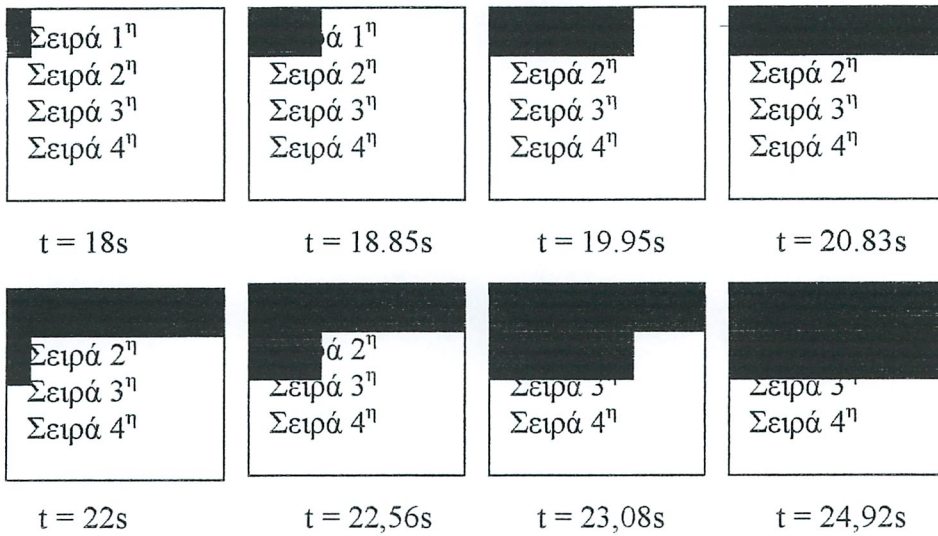 Σειρά 1η
Σειρά 2η
Σειρά 3η
Σειρά 4η
t = 18s
ά 1η
Σειρά 2η
Σειρά 3η
Σειρά 4η
t = 18.85s
Σειρά 2η
Σειρά 3η
Σειρά 4η
t = 19.95s
Σειρά 2η
Σειρά 3η
Σειρά 4η
t = 20.83s
Σειρά 2η
Σειρά 3η
Σειρά 4η
t = 22s
ά 2η
Σειρά 3η
Σειρά 4η
t = 22,56s
Σειρά 3η
Σειρά 4η
t = 23,08s
Σειρά 3η
Σειρά 4η
t = 24,92s